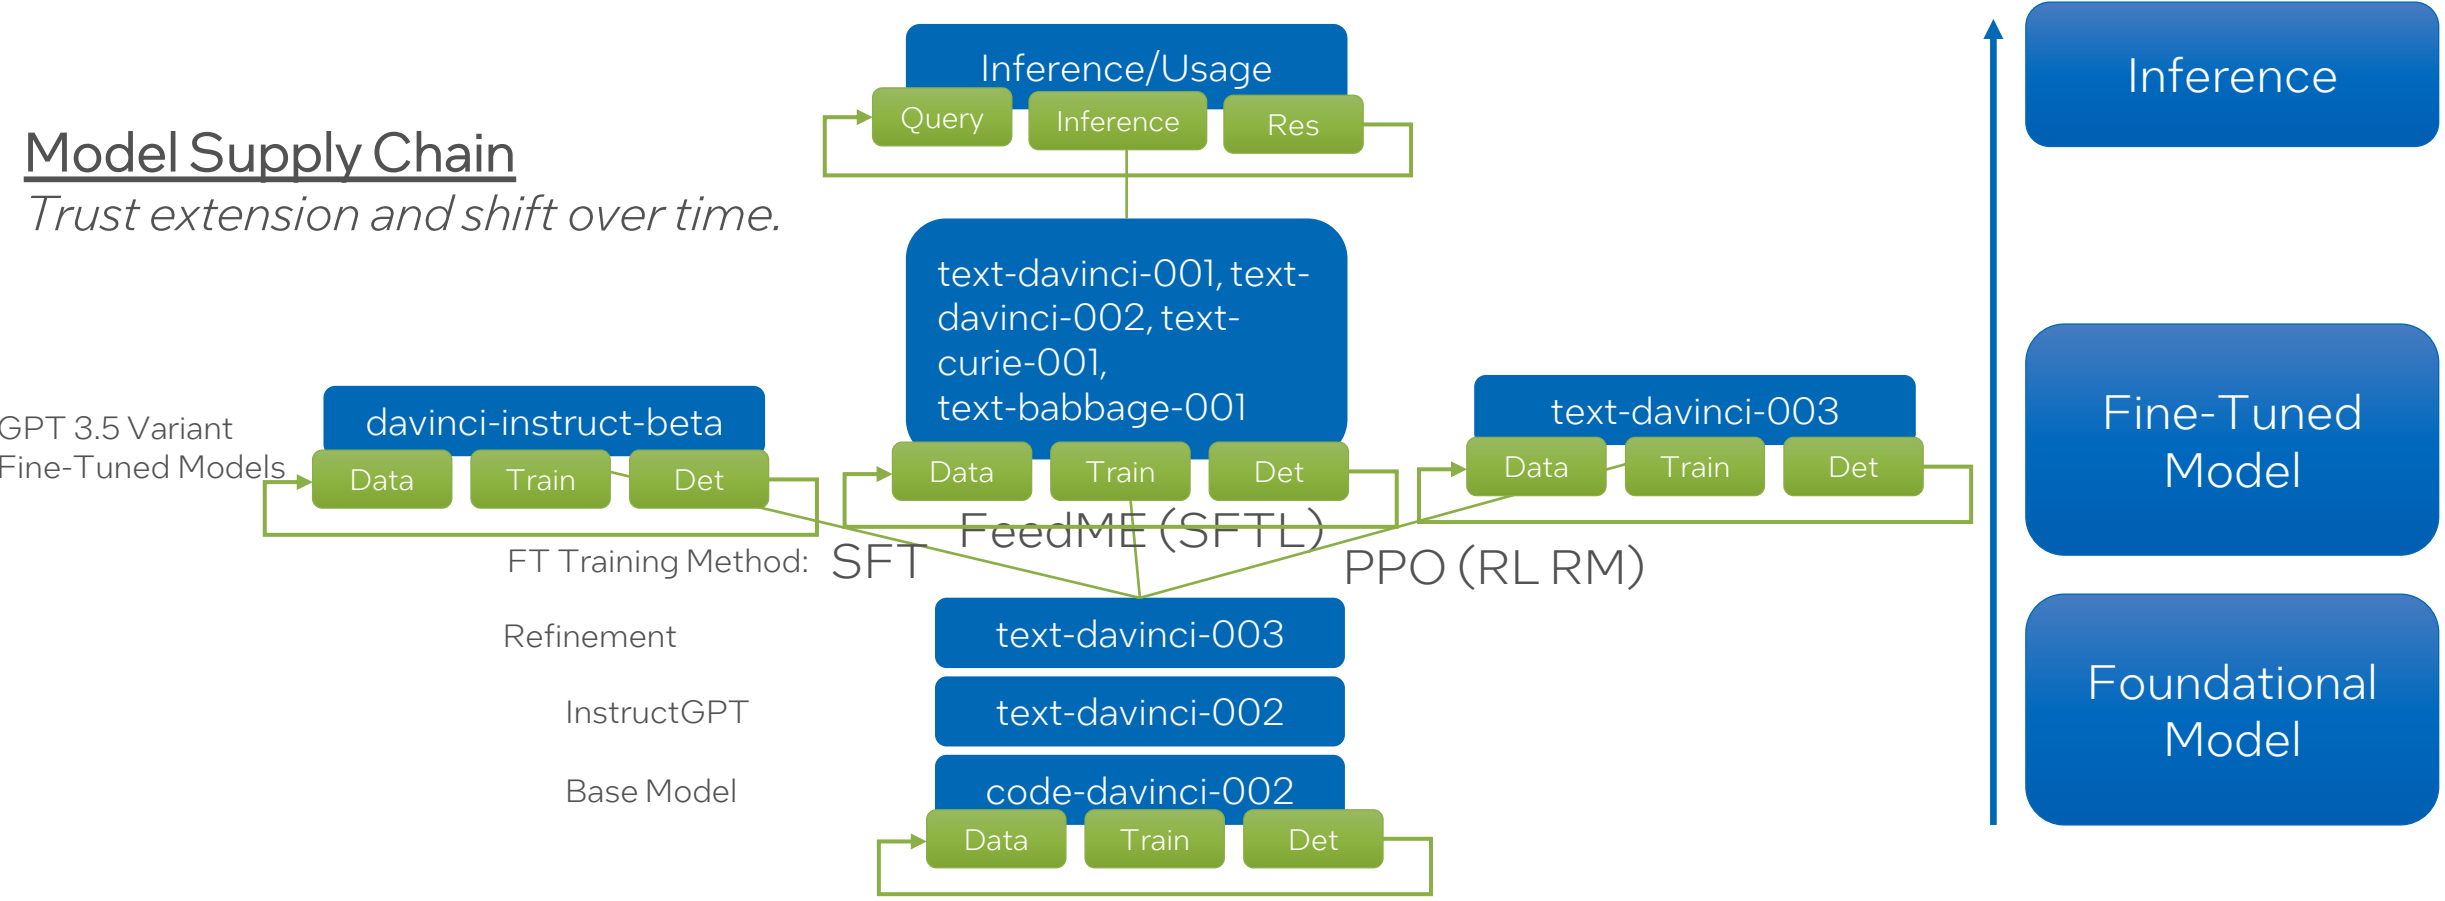 Inference/Usage
Query
Inference
Res
Inference
Model Supply Chain
Trust extension and shift over time.
text-davinci-001, text-
davinci-002, text-
curie-001,
text-babbage-001
GPT 3.5 Variant
Fine-Tuned Models
davinci-instruct-beta
Data
Train
Det
Data
Train
Det
text-davinci-003
Data
Train
Det
Fine-Tuned
Model
FT Training Method:
SFT
FeedME (SFTL)
PPO (RL RM)
Refinement
text-davinci-003
InstructGPT
text-davinci-002
Base Model
code-davinci-002
Data
Train
Det
Foundational
Model